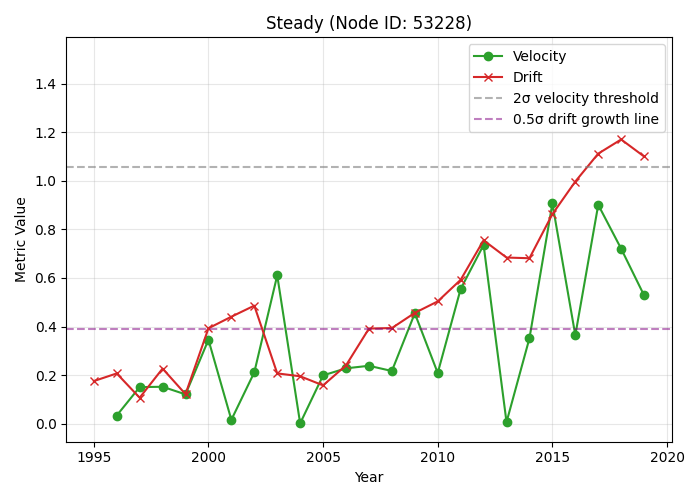 Steady (Node ID: 53228)
Velocity
Drift
2σ velocity threshold
0.5σ drift growth line
Metric Value
1.4
1.2
1.0
0.8
0.6
0.4
0.2
0.0
1995 2000 2005 2010 2015 2020
Year